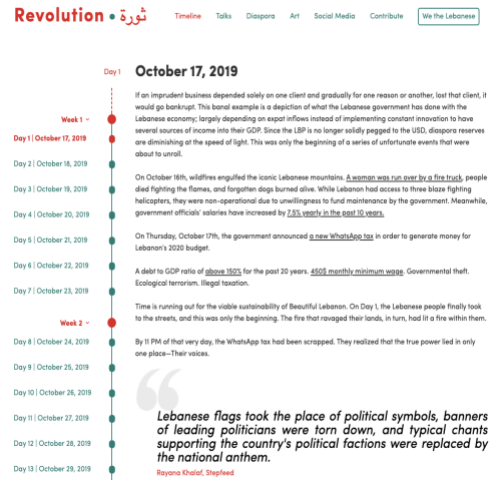 Revolution • ثورة
Timeline Talks Diaspora Art Social Media Contribute We the Lebanese
Day 1
October 17, 2019
If an imprudent business depended solely on one client and gradually for one reason or another, lost that client, it
would go bankrupt. This banal example is a depiction of what the Lebanese government has done with the
Lebanese economy; largely depending on expat inflows instead of implementing constant innovation to have
several sources of income into their GDP. Since the LBP is no longer solidly pegged to the USD, diaspora reserves
are diminishing at the speed of light. This was only the beginning of a series of unfortunate events that were
about to unroll.
On October 16th, wildfires engulfed the iconic Lebanese mountains. A woman was run over by a fire truck, people
died fighting the flames, and forgotten dogs burned alive. While Lebanon had access to three blaze fighting
helicopters, they were non-operational due to unwillingness to fund maintenance by the government. Meanwhile,
government officials' salaries have increased by 7.5% yearly in the past 10 years.
On Thursday, October 17th, the government announced a new WhatsApp tax in order to generate money for
Lebanon's 2020 budget.
A debt to GDP ratio of above 150% for the past 20 years. 450$ monthly minimum wage. Governmental theft.
Ecological terrorism. Illegal taxation.
Time is running out for the viable sustainability of Beautiful Lebanon. On Day 1, the Lebanese people finally took
to the streets, and this was only the beginning. The fire that ravaged their lands, in turn, had lit a fire within them.
By 11 PM of that very day, the WhatsApp tax had been scrapped. They realized that the true power lied in only
one place—Their voices.
“
Lebanese flags took the place of political symbols, banners
of leading politicians were torn down, and typical chants
supporting the country's political factions were replaced by
the national anthem.
Rayana Khalaf, Stepfeed
Week 1
Day 1 | October 17, 2019
Day 2 | October 18, 2019
Day 3 | October 19, 2019
Day 4 | October 20, 2019
Day 5 | October 21, 2019
Day 6 | October 22, 2019
Day 7 | October 23, 2019
Week 2
Day 8 | October 24, 2019
Day 9 | October 25, 2019
Day 10 | October 26, 2019
Day 11 | October 27, 2019
Day 12 | October 28, 2019
Day 13 | October 29, 2019